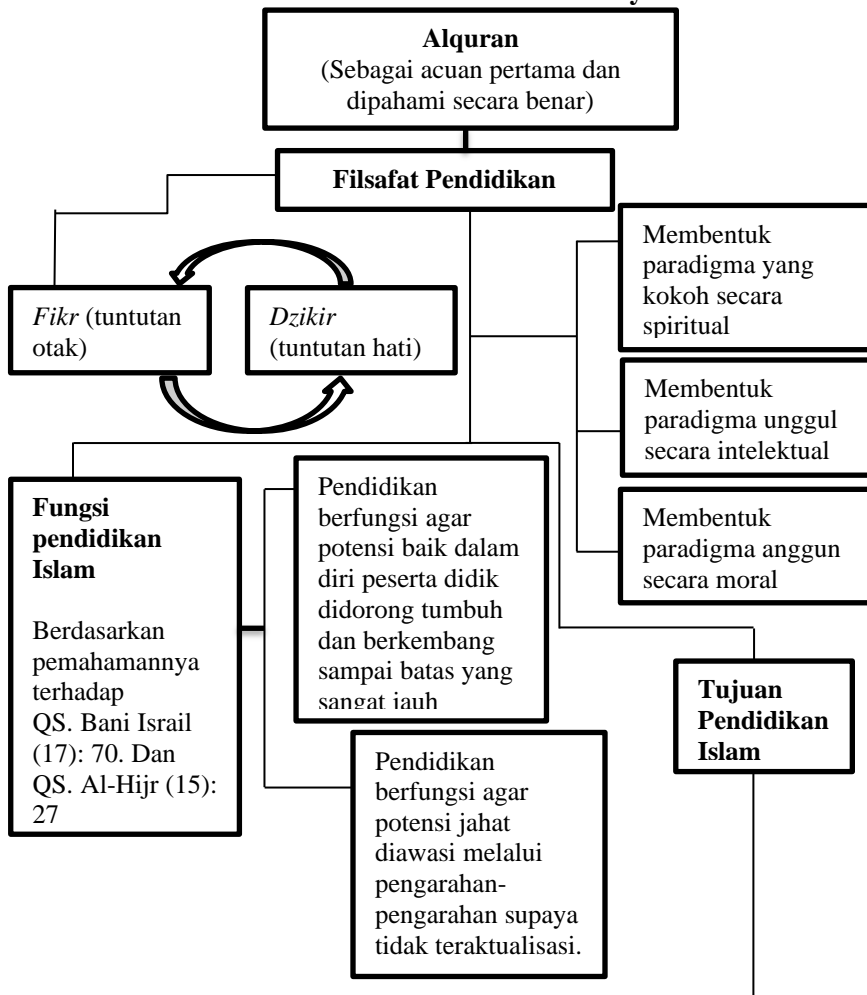 Alquran
(Sebagai acuan pertama dan
dipahami secara benar)
Filsafat Pendidikan
Fikr (tuntutan
otak)
Dzikir
(tuntutan hati)
Membentuk
paradigma yang
kokoh secara
spiritual
Membentuk
paradigma unggul
secara intelektual
Membentuk
paradigma anggun
secara moral
Fungsi
pendidikan
Islam
Berdasarkan
pemahamannya
terhadap
QS. Bani Israil
(17): 70. Dan
QS. Al-Hijr (15):
27
Pendidikan
berfungsi agar
potensi baik dalam
diri peserta didik
didorong tumbuh
dan berkembang
sampai batas yang
sangat jauh
Pendidikan
berfungsi agar
potensi jahat
diawasi melalui
pengarahan-
pengarahan supaya
tidak teraktualisasi.
Tujuan
Pendidikan
Islam